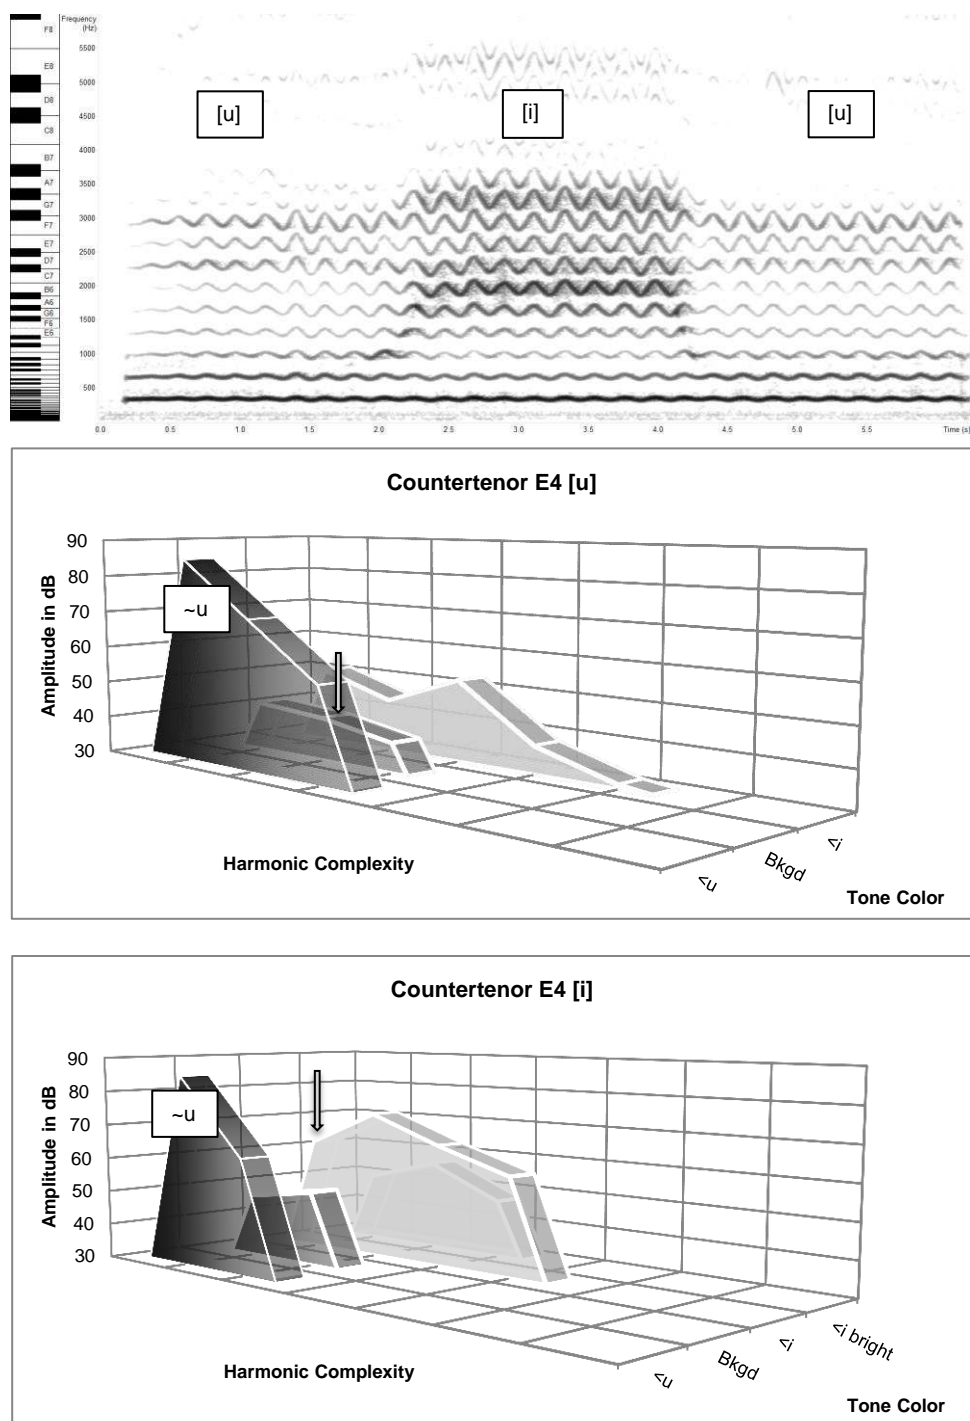 Frequency
(Hz)
F8
5500
E8
5000
D8
[u]
[i]
[u]
4500
C8
4000
B7
3500
A7
G7
3000
F7
E7
2500
D7
C7
2000
B6
A6
1500
G6
F6
E6
1000
500
0.0 0.5 1.0 1.5 2.0 2.5 3.0 3.5 4.0 4.5 5.0 5.5 Time (s)
Countertenor E4 [u]
90
80
70
60
50
40
30
Amplitude in dB
~u
Harmonic Complexity
<u
Bkgd
<i
Tone Color
Countertenor E4 [i]
90
80
70
60
50
40
30
Amplitude in dB
~u
Harmonic Complexity
<u
Bkgd
<i
<i bright
Tone Color